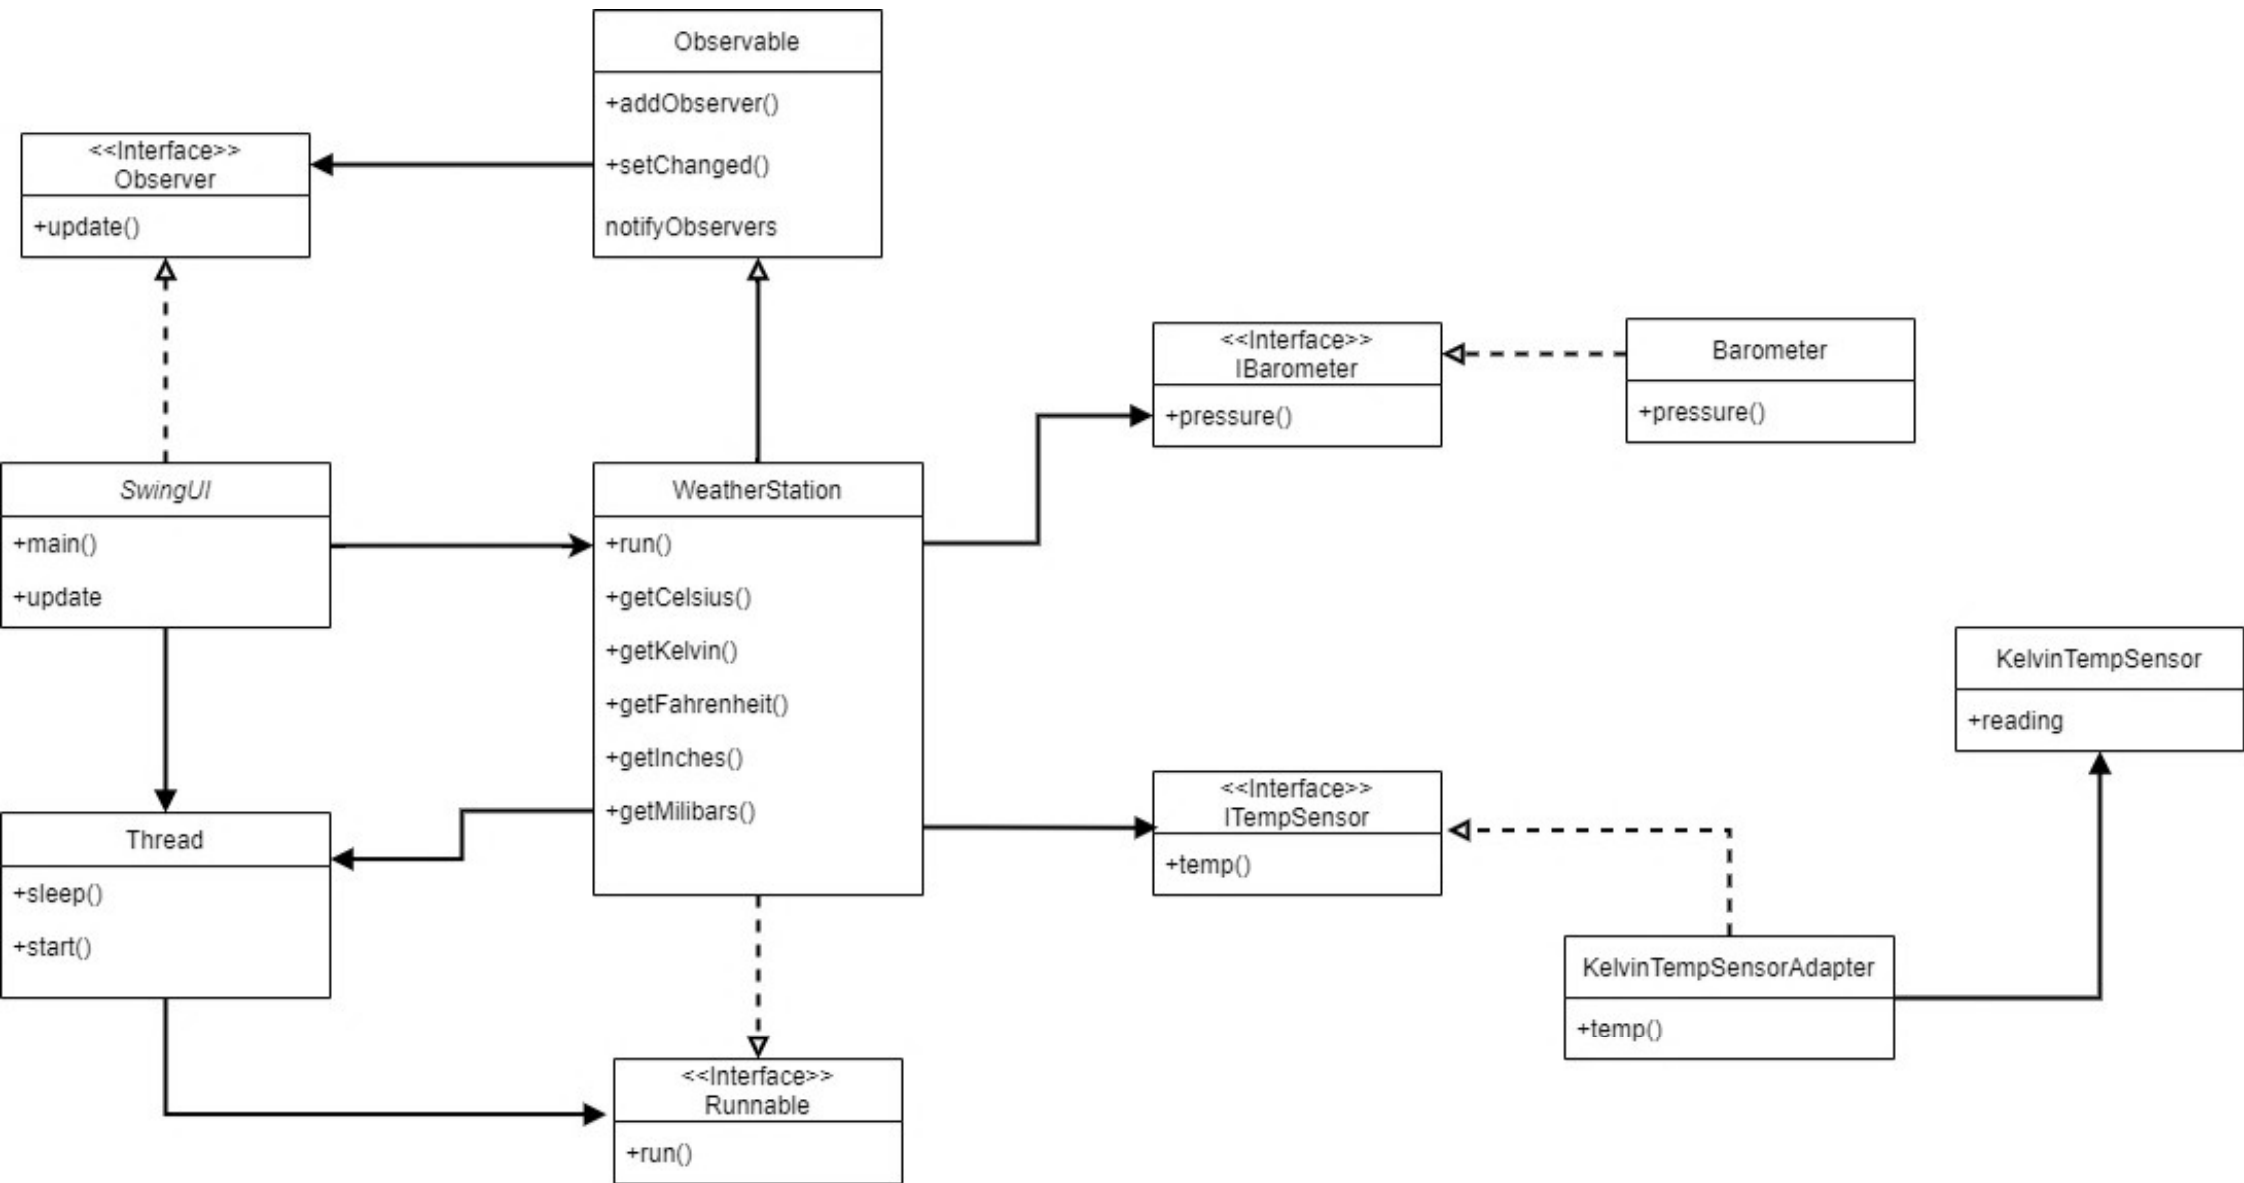 Observable
+addObserver()
+setChanged()
notifyObservers
<<Interface>>
Observer
+update()
<<Interface>>
IBarometer
+pressure()
Barometer
+pressure()
SwingUI
+main()
+update
WeatherStation
+run()
+getCelsius()
+getKelvin()
+getFahrenheit()
+getInches()
+getMilibars()
KelvinTempSensor
+reading
<<Interface>>
ITempSensor
+temp()
Thread
+sleep()
+start()
KelvinTempSensorAdapter
+temp()
<<Interface>>
Runnable
+run()